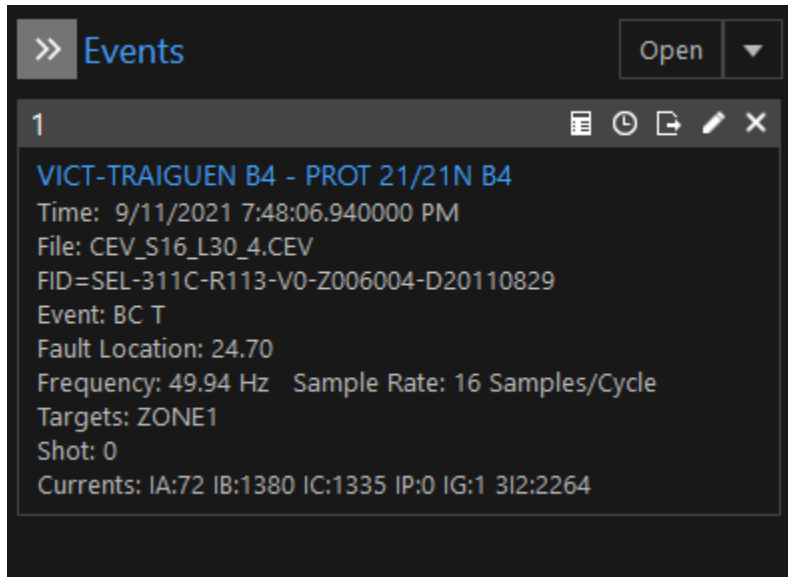 Events
Open
1
VICT-TRAIGUEN B4 - PROT 21/21N B4
Time:  9/11/2021 7:48:06.940000 PM
File: CEV_S16_L30_4.CEV
FID=SEL-311C-R113-V0-Z006004-D20110829
Event: BC T
Fault Location: 24.70
Frequency: 49.94 Hz   Sample Rate: 16 Samples/Cycle
Targets: ZONE1
Shot: 0
Currents: IA:72 IB:1380 IC:1335 IP:0 IG:1 3I2:2264